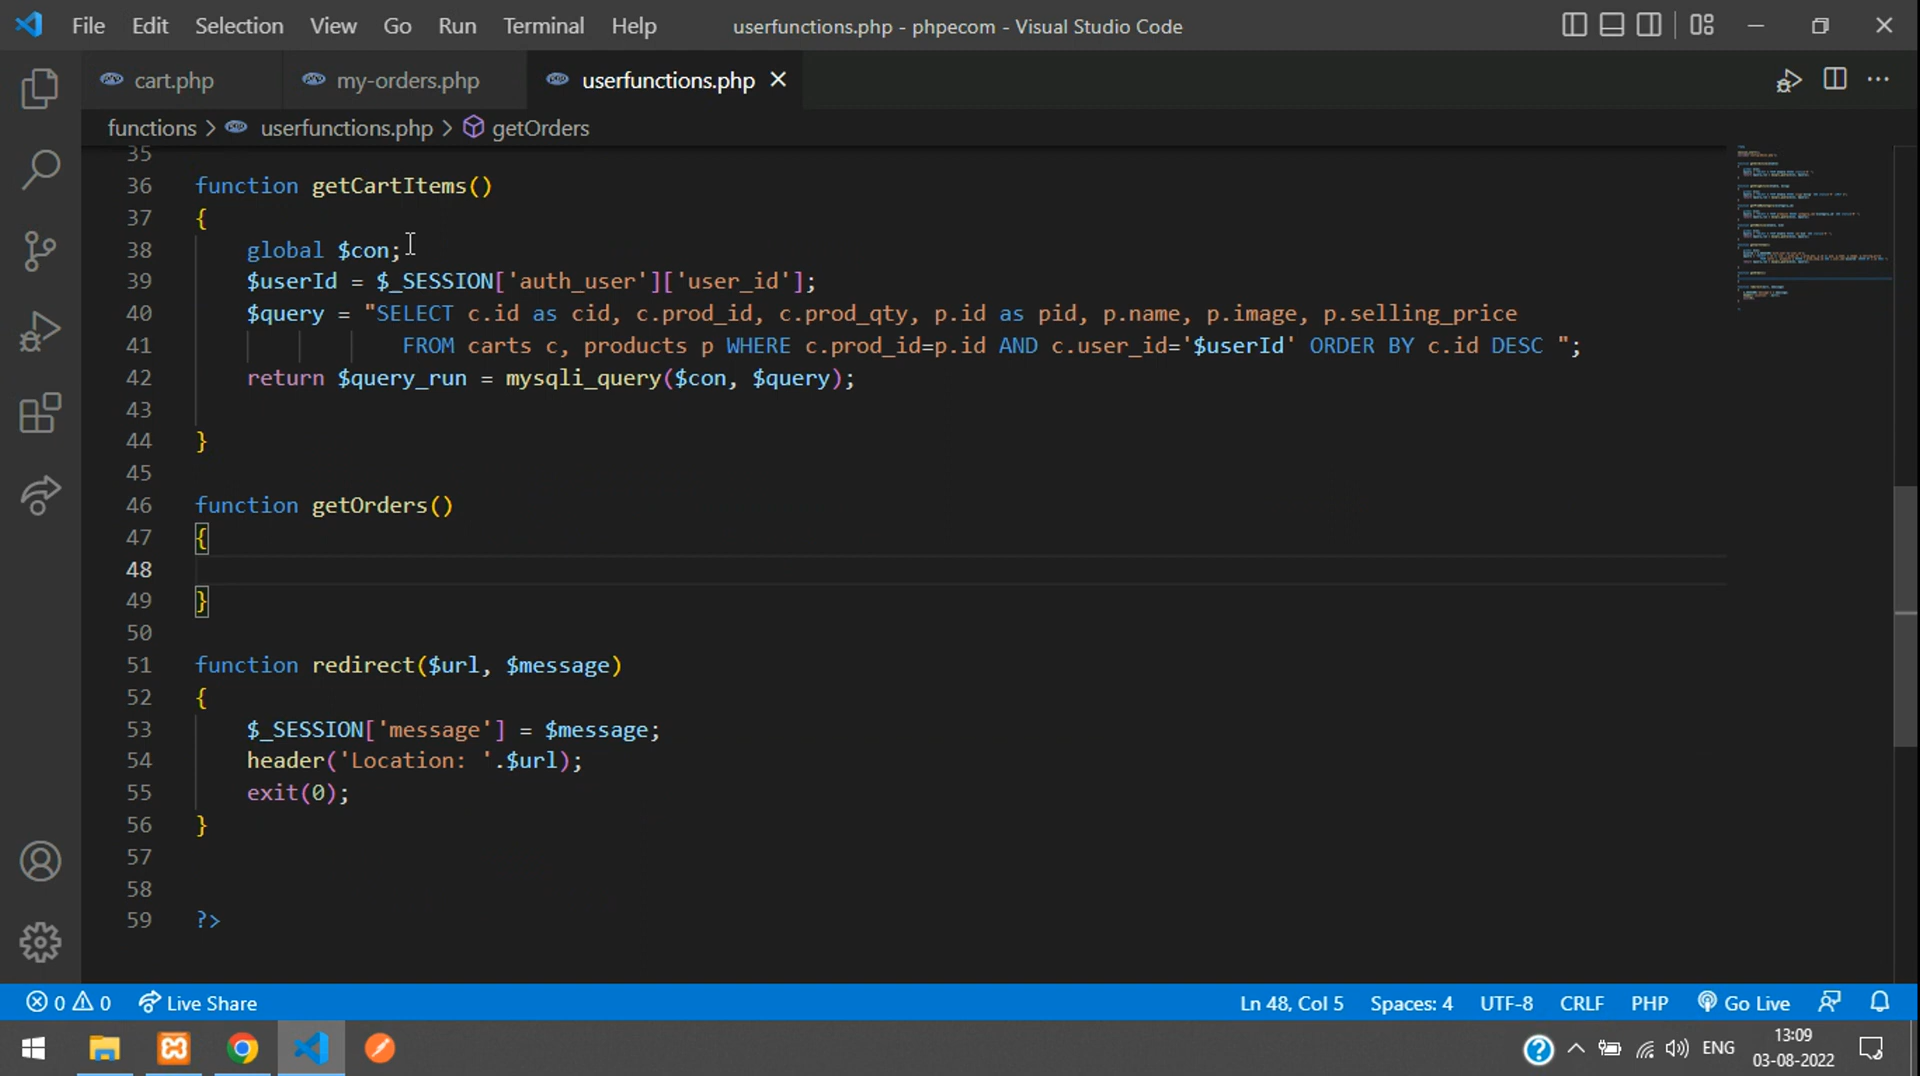 File Edit Selection View Go Run Terminal Help
userfunctions.php - phpecom - Visual Studio Code
cart.php my-orders.php userfunctions.php
functions > userfunctions.php > getOrders
35
36 function getCartItems()
37 {
38 global $con;
39 $userId = $_SESSION['auth_user']['user_id'];
40 $query = "SELECT c.id as cid, c.prod_id, c.prod_qty, p.id as pid, p.name, p.image, p.selling_price
41 FROM carts c, products p WHERE c.prod_id=p.id AND c.user_id='$userId' ORDER BY c.id DESC ";
42 return $query_run = mysqli_query($con, $query);
43
44 }
45
46 function getOrders()
47 {
48
49 }
50
51 function redirect($url, $message)
52 {
53 $_SESSION['message'] = $message;
54 header('Location: '.$url);
55 exit(0);
56 }
57
58
59 ?>
0 0 Live Share Ln 48, Col 5 Spaces: 4 UTF-8 CRLF PHP Go Live
ENG
13:09
03-08-2022